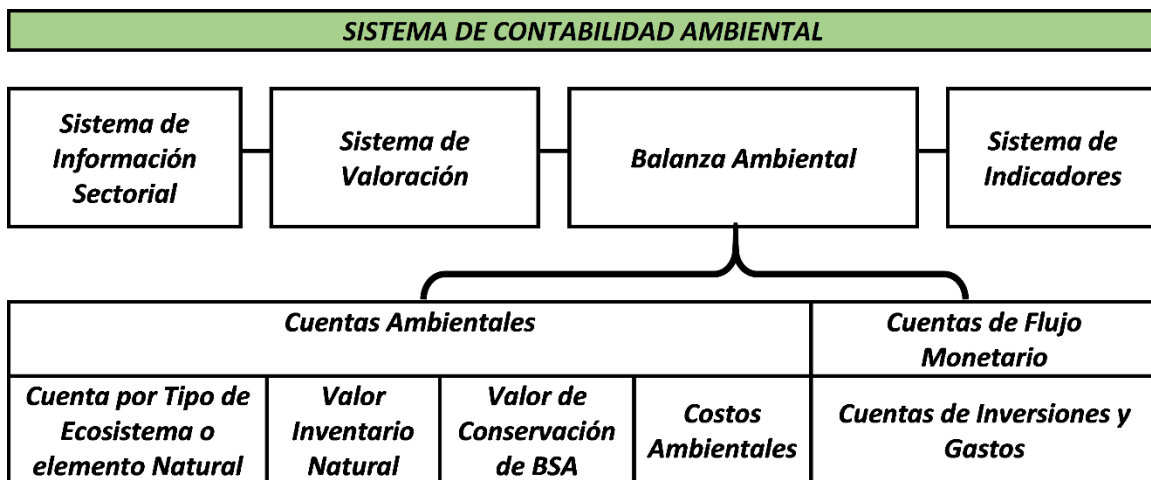 SISTEMA DE CONTABILIDAD AMBIENTAL
Sistema de
Información
Sectorial
Sistema de
Valoración
Balanza Ambiental
Sistema de
Indicadores
Cuentas Ambientales
Cuentas de Flujo
Monetario
Cuenta por Tipo de
Ecosistema o
elemento Natural
Valor
Inventario
Natural
Valor de
Conservación
de BSA
Costos
Ambientales
Cuentas de Inversiones y
Gastos